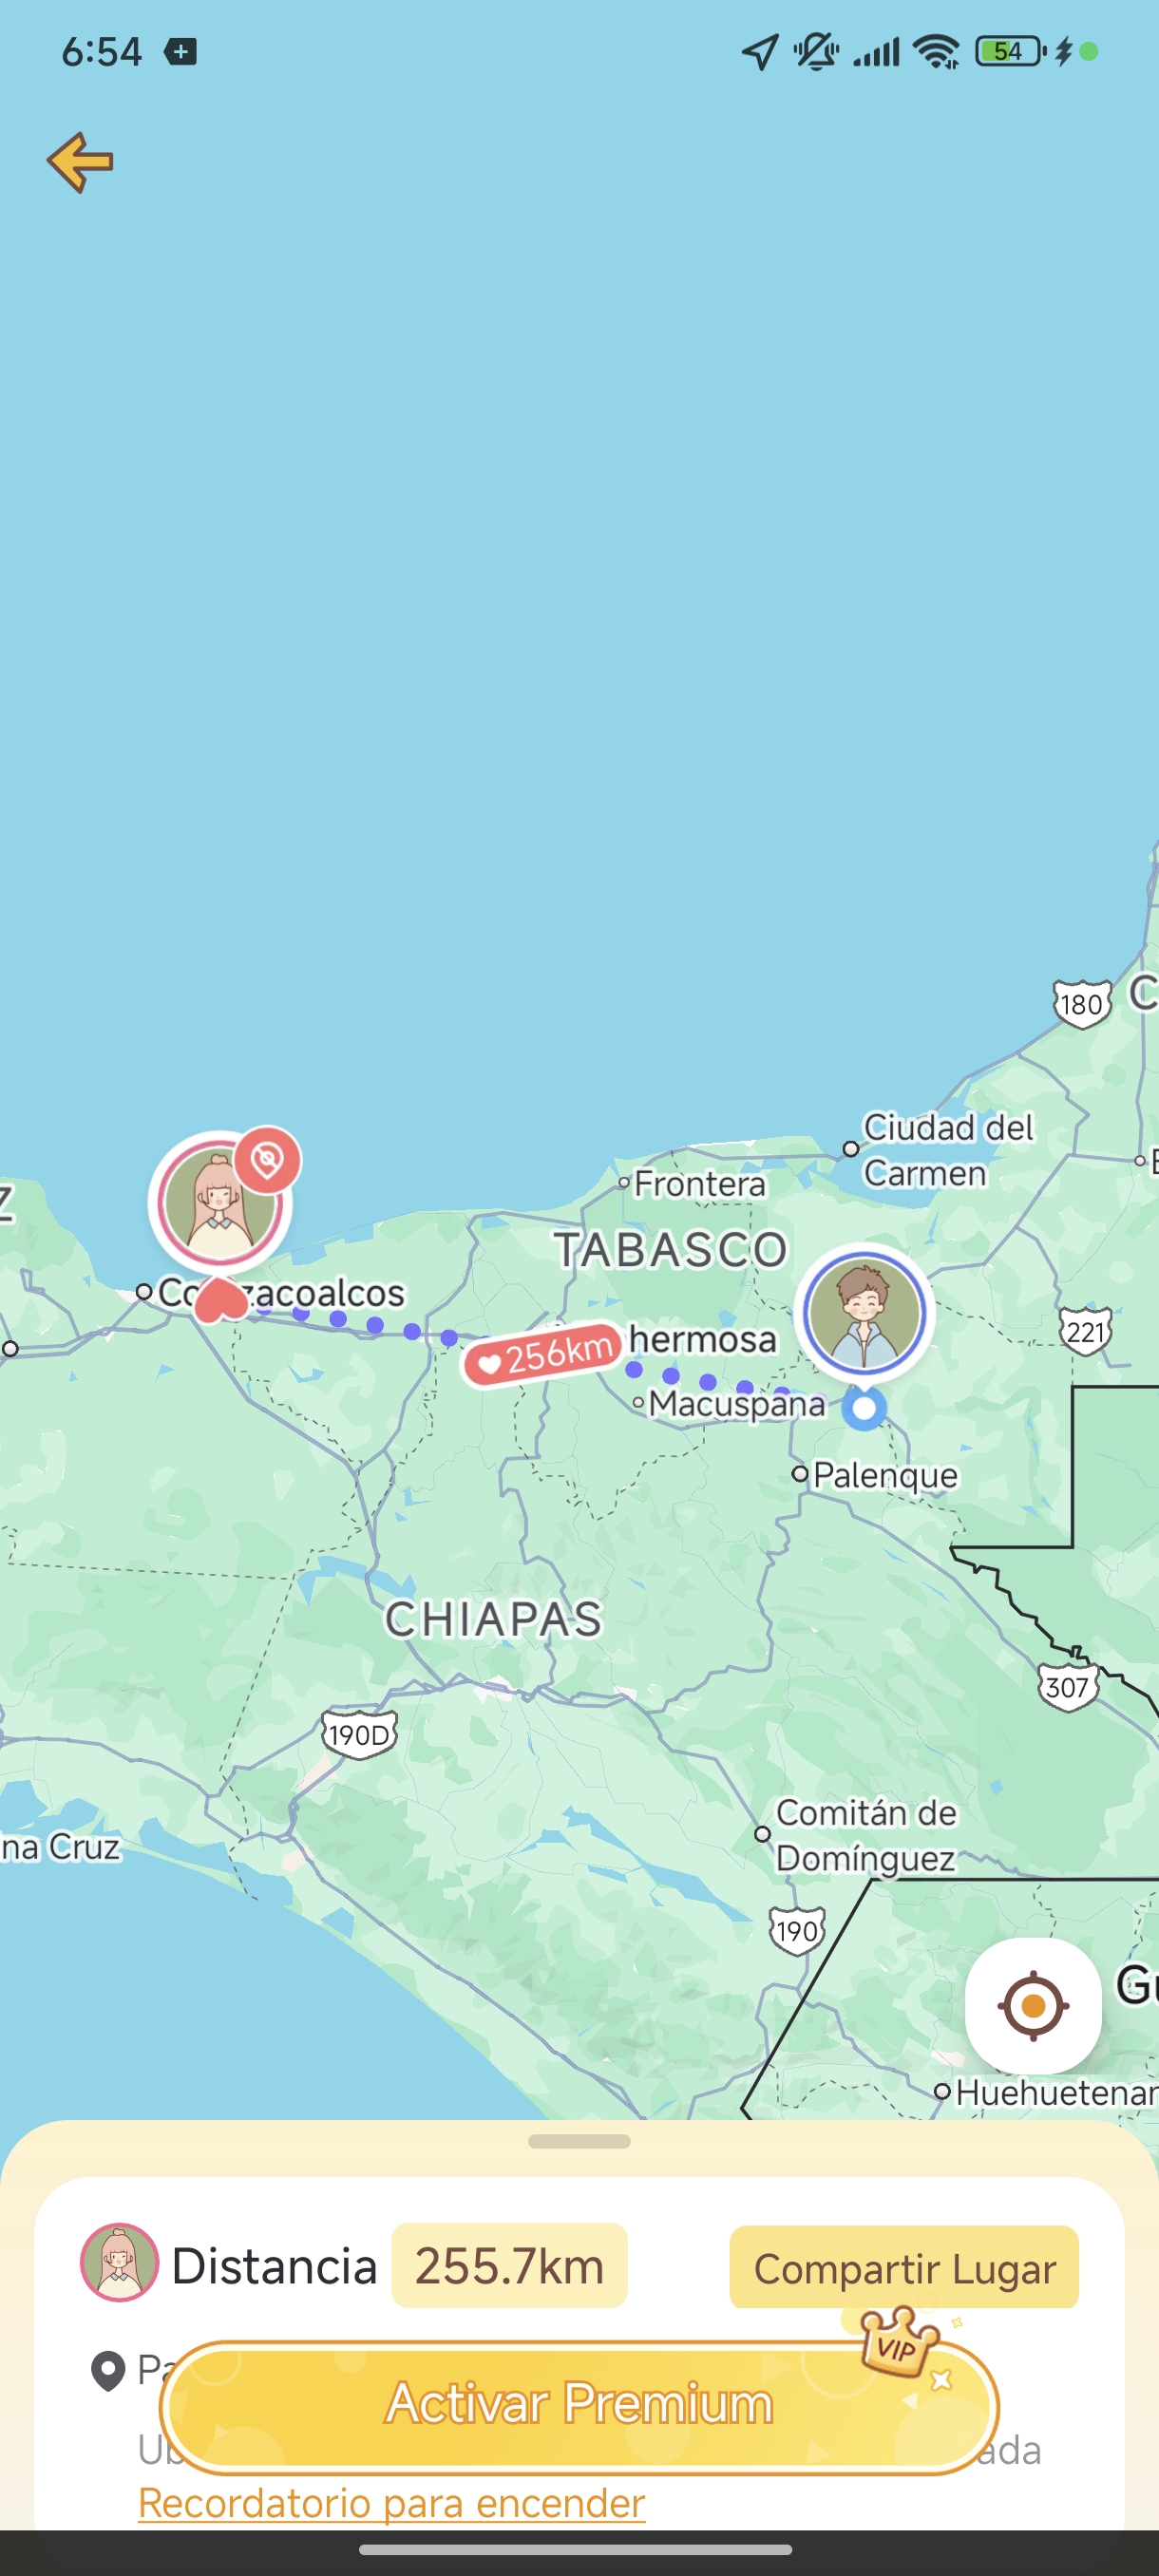 6:54
54
180
C
Ciudad del
Carmen
Frontera
TABASCO
Z
Co zacoalcos
256km
hermosa
221
Macuspana
Palenque
CHIAPAS
307
190D
Comitán de
Domínguez
na Cruz
190
Gu
Huehuetenan
Distancia
255.7km
Compartir Lugar
VIP
Pa
Activar Premium
Ub
ada
Recordatorio para encender